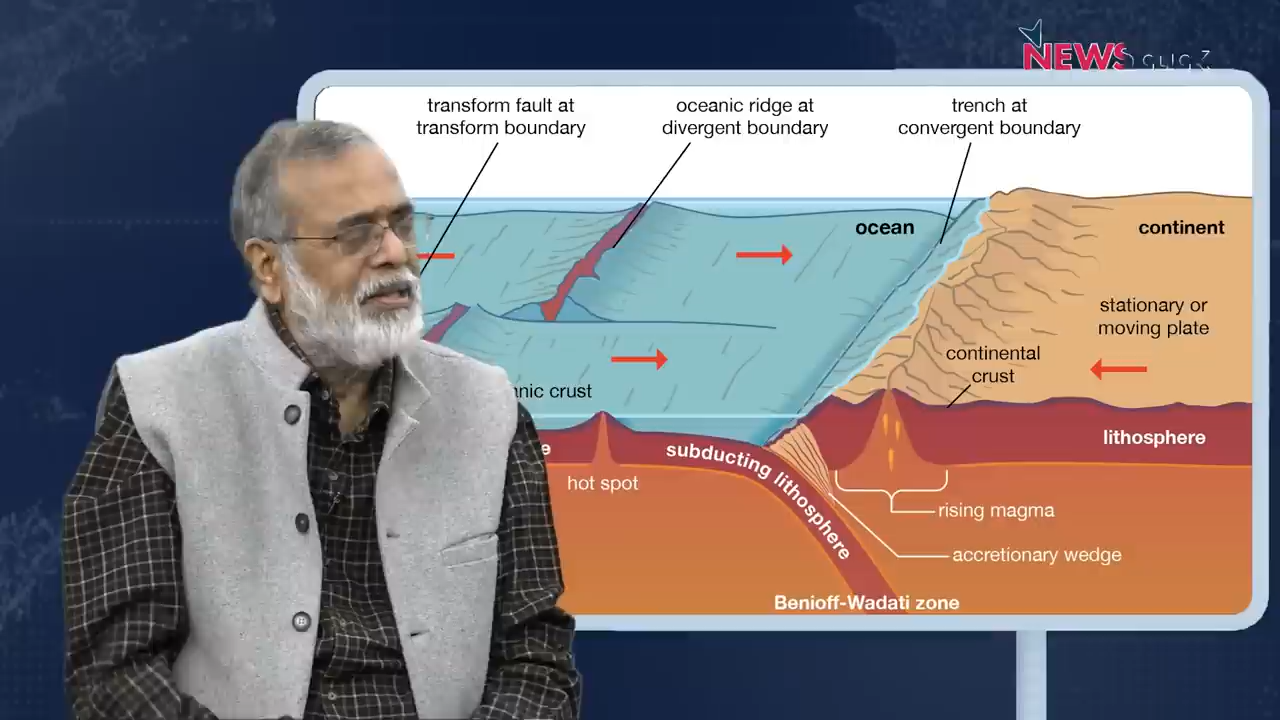 NEWS
transform fault at
transform boundary
oceanic ridge at
divergent boundary
trench at
convergent boundary
ocean
continent
stationary or
moving plate
continental
crust
crust
lithosphere
subducting lithosphere
hot spot
rising magma
accretionary wedge
Benioff-Wadati zone